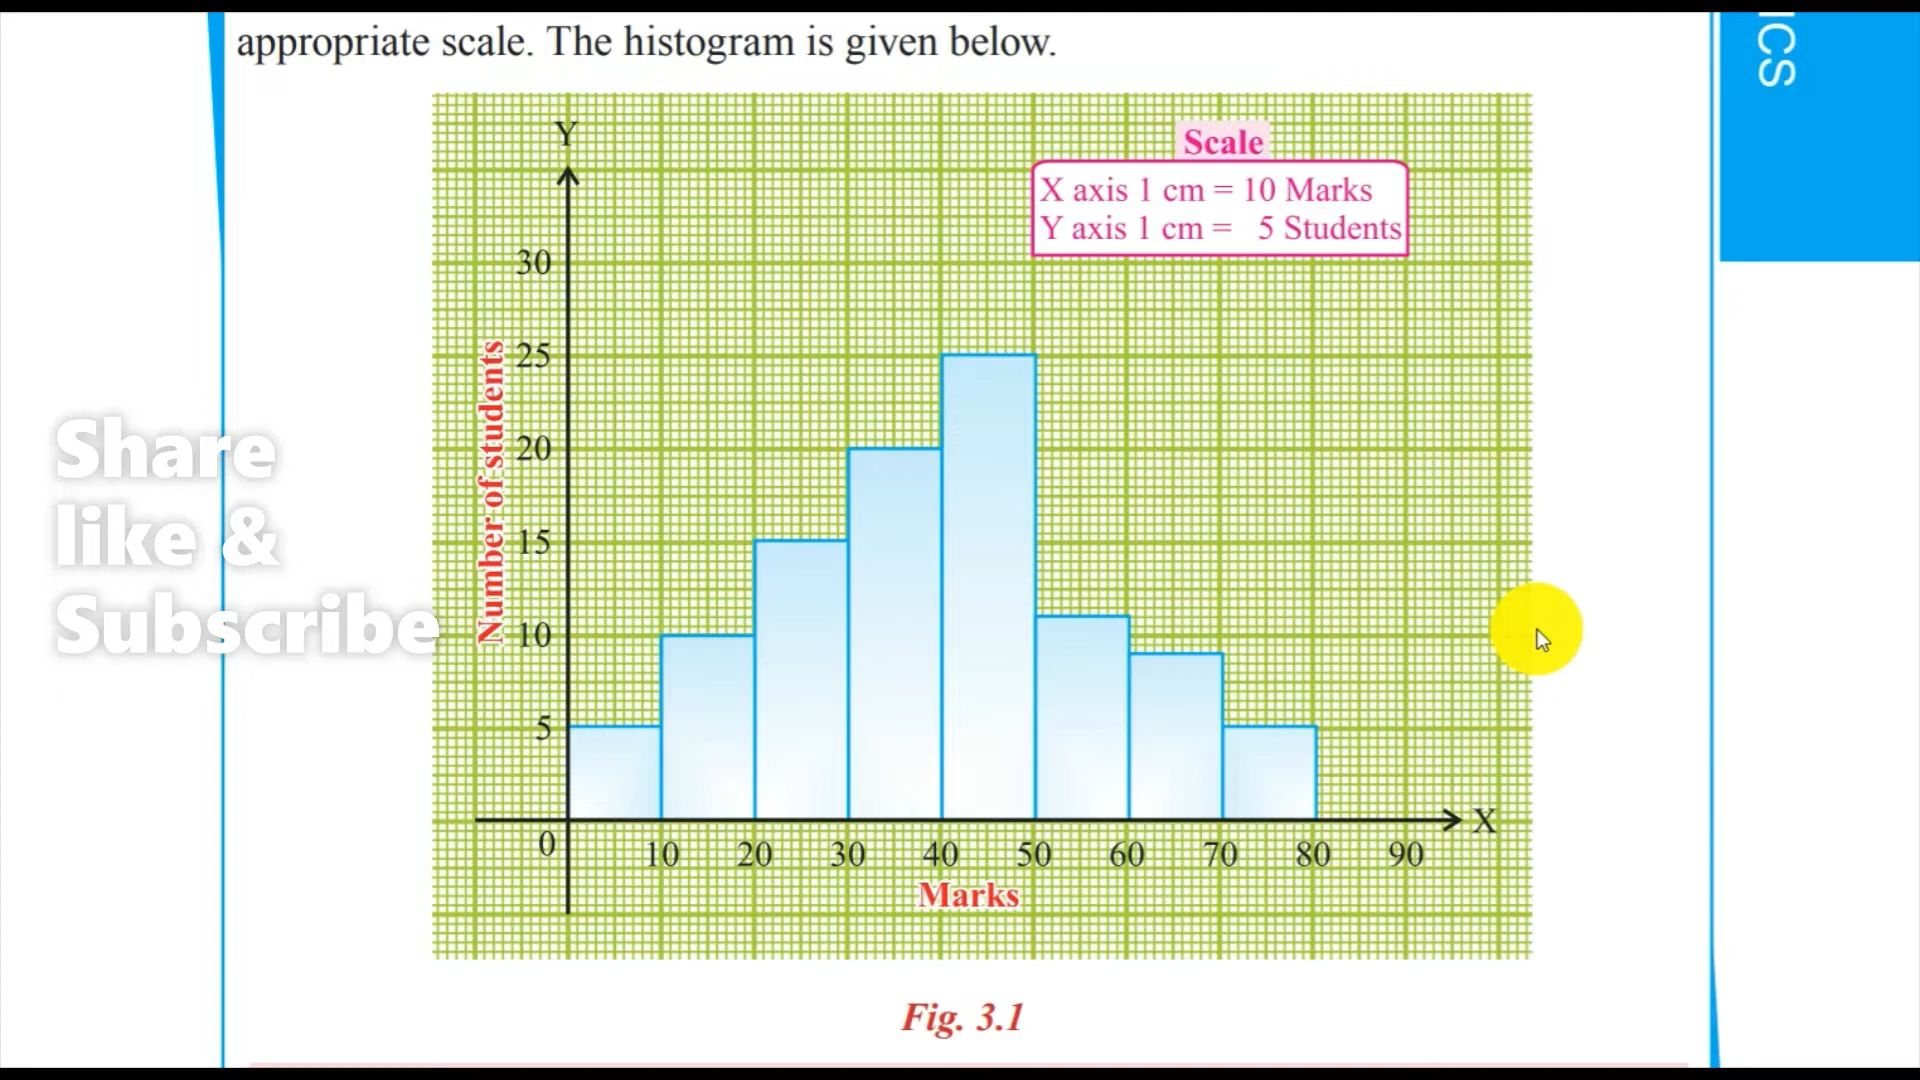 appropriate scale. The histogram is given below.
ICS
Y
Scale
X axis 1 cm = 10 Marks
Y axis 1 cm = 5 Students
30
25
20
15
10
5
0
Number of students
10 20 30 40 50 60 70 80 90
X
Marks
Share
like &
Subscribe
Fig. 3.1